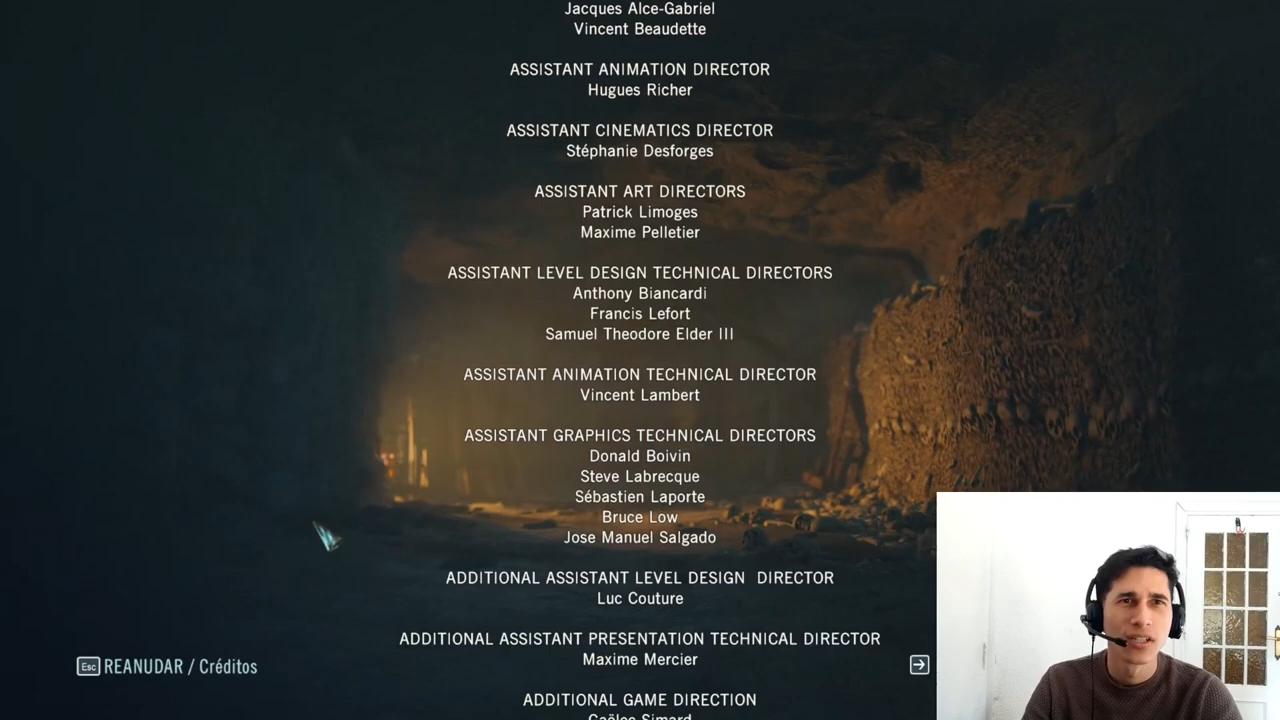 Jacques Alce-Gabriel
Vincent Beaudette
ASSISTANT ANIMATION DIRECTOR
Hugues Richer
ASSISTANT CINEMATICS DIRECTOR
Stéphanie Desforges
ASSISTANT ART DIRECTORS
Patrick Limoges
Maxime Pelletier
ASSISTANT LEVEL DESIGN TECHNICAL DIRECTORS
Anthony Biancardi
Francis Lefort
Samuel Theodore Elder III
ASSISTANT ANIMATION TECHNICAL DIRECTOR
Vincent Lambert
ASSISTANT GRAPHICS TECHNICAL DIRECTORS
Donald Boivin
Steve Labrecque
Sébastien Laporte
Bruce Low
Jose Manuel Salgado
ADDITIONAL ASSISTANT LEVEL DESIGN DIRECTOR
Luc Couture
ADDITIONAL ASSISTANT PRESENTATION TECHNICAL DIRECTOR
Maxime Mercier
Esc REANUDAR / Créditos
ADDITIONAL GAME DIRECTION